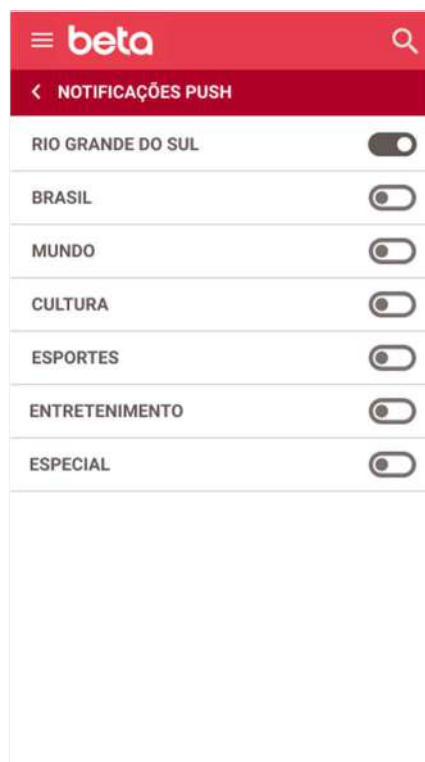 beta
NOTIFICAÇÕES PUSH
RIO GRANDE DO SUL
BRASIL
MUNDO
CULTURA
ESPORTES
ENTRETENIMENTO
ESPECIAL